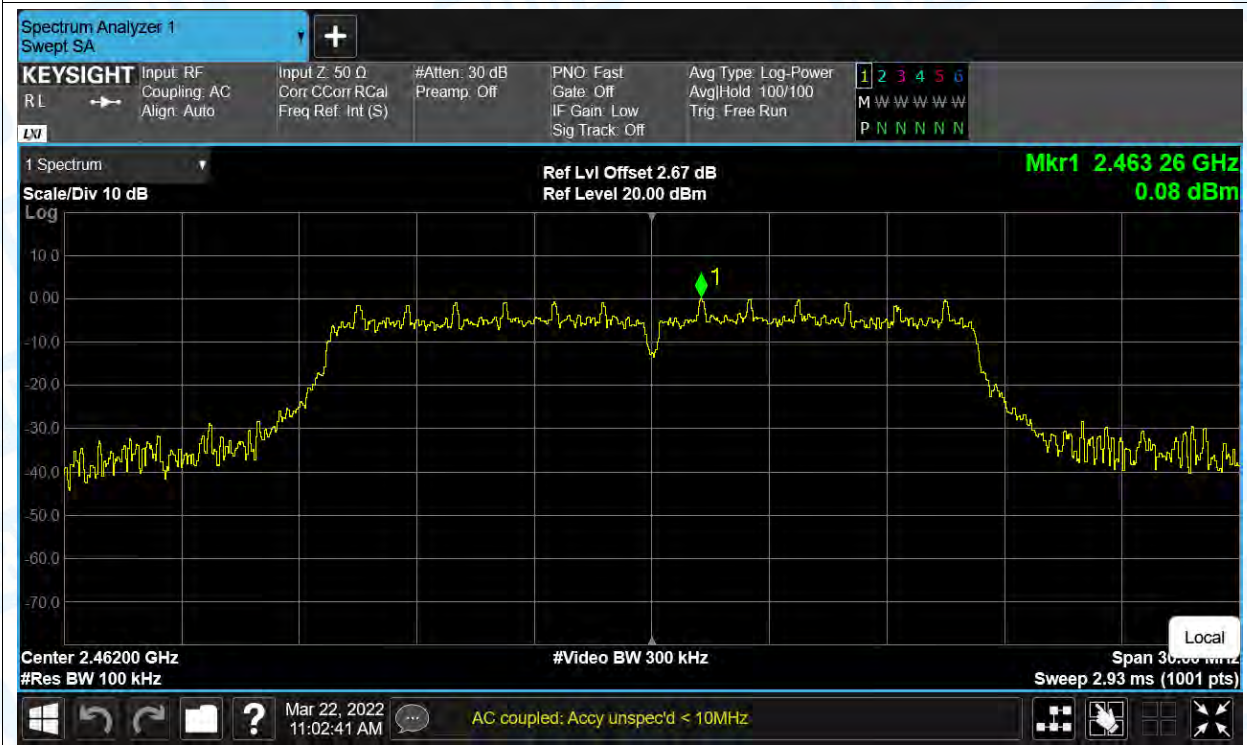 Spectrum Analyzer 1
Swept SA
KEYSIGHT
R L
LXI
Input: RF
Coupling: AC
Align: Auto
Input Z: 50 Ω
Corr CCorr RCal
Freq Ref: Int (S)
#Atten: 30 dB
Preamp: Off
PNO: Fast
Gate: Off
IF Gain: Low
Sig Track: Off
Avg Type: Log-Power
Avg|Hold: 100/100
Trig: Free Run
1 2 3 4 5 6
M W W W W W
P N N N N N N
1 Spectrum
Scale/Div 10 dB
Ref Lvl Offset 2.67 dB
Ref Level 20.00 dBm
Mkr1 2.463 26 GHz
0.08 dBm
Log
10.0
0.00
-10.0
-20.0
-30.0
-40.0
-50.0
-60.0
-70.0
1
Local
Center 2.46200 GHz
#Video BW 300 kHz
Span
#Res BW 100 kHz
Sweep 2.93 ms (1001 pts)
?
Mar 22, 2022
11:02:41 AM
AC coupled: Accy unspec'd < 10MHz